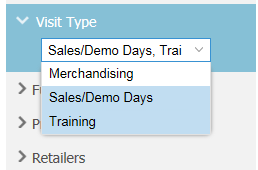 Visit Type
Sales/Demo Days, Trai
Merchandising
Sales/Demo Days
Training
Retailers